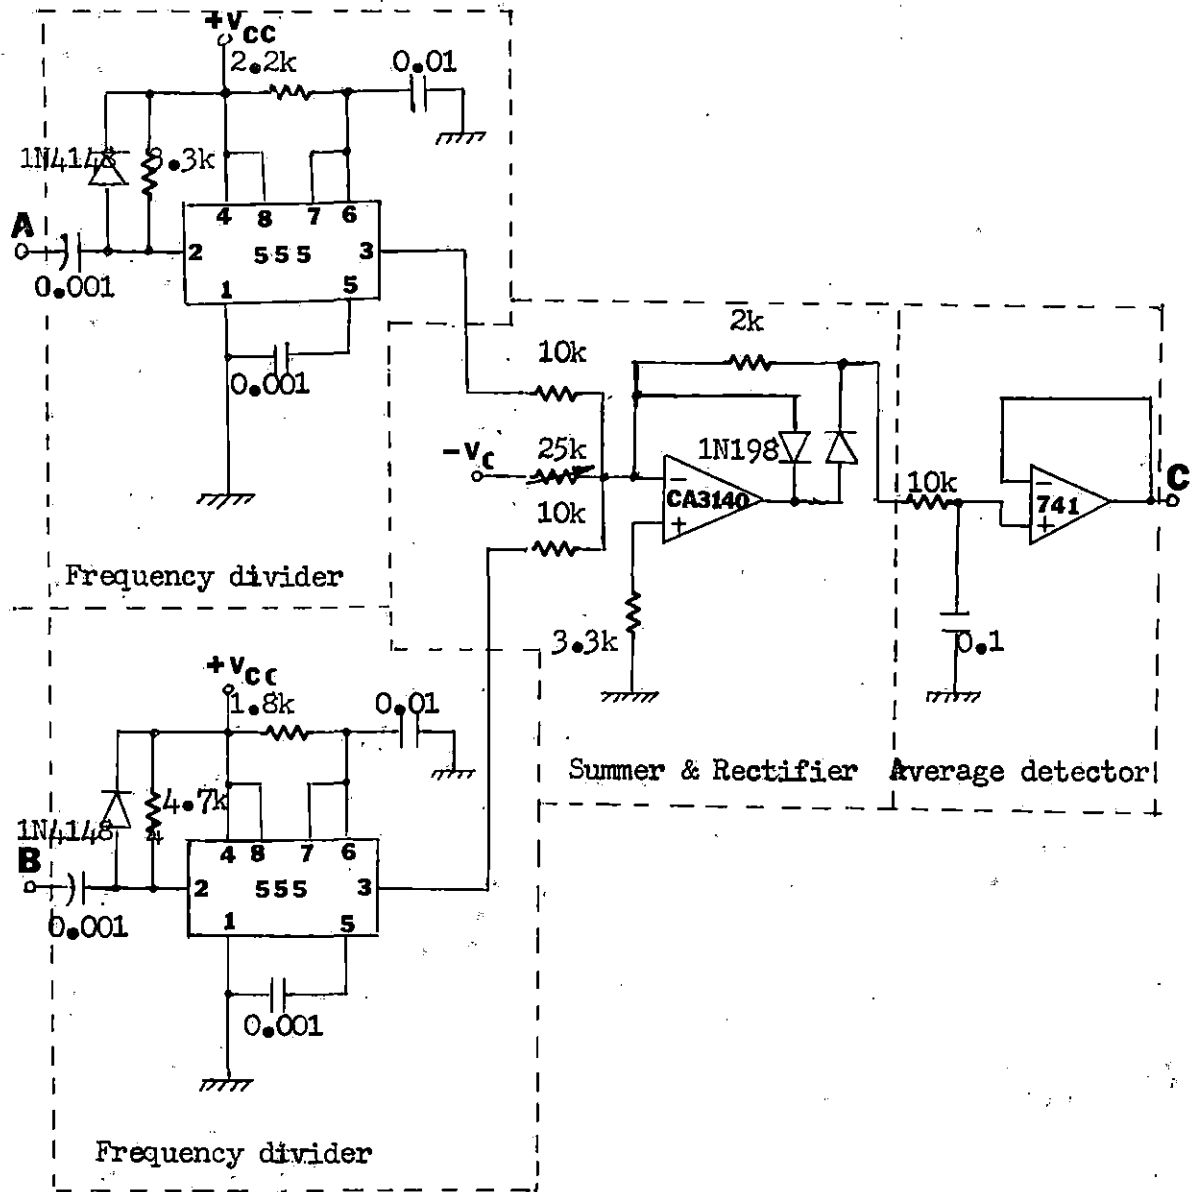 +Vcc
2.2k
0.01
1N4148
3.3k
4 8 7 6
A
2 555 3
0.001
1 5
0.001
2k
10k
-Vc
25k
1N198
-
CA3140
+
10k
10k
-
741
+
C
Frequency divider
3.3k
0.1
+Vcc
1.8k
0.01
Summer & Rectifier
Average detector
4.7k
1N4148
4 8 7 6
B
2 555 3
0.001
1 5
0.001
Frequency divider